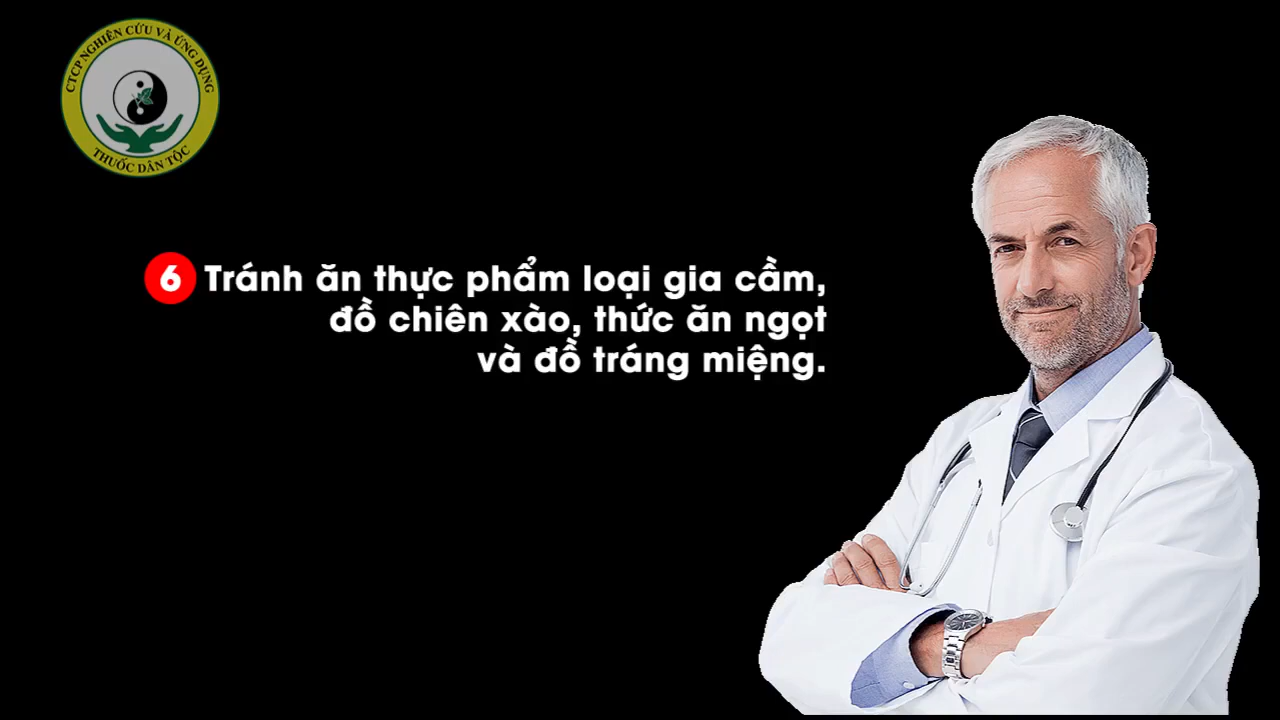 CTCP NGHIÊN CỨU VÀ ỨNG DỤNG
THUỐC DÂN TỘC
6 Tránh ăn thực phẩm loại gia cầm,
đồ chiên xào, thức ăn ngọt
và đồ tráng miệng.